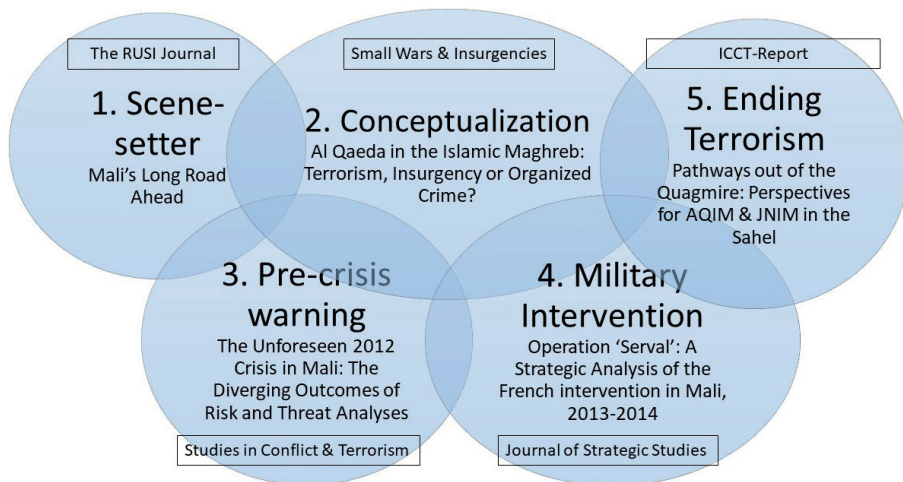 The RUSI Journal
1. Scene-
setter
Mali's Long Road
Ahead
Small Wars & Insurgencies
2. Conceptualization
Al Qaeda in the Islamic Maghreb:
Terrorism, Insurgency or Organized
Crime?
ICCT-Report
5. Ending
Terrorism
Pathways out of the
Quagmire: Perspectives
for AQIM & JNIM in the
Sahel
3. Pre-crisis
warning
The Unforeseen 2012
Crisis in Mali: The
Diverging Outcomes of
Risk and Threat Analyses
Studies in Conflict & Terrorism
4. Military
Intervention
Operation ‘Serval’: A
Strategic Analysis of the
French intervention in Mali,
2013-2014
Journal of Strategic Studies